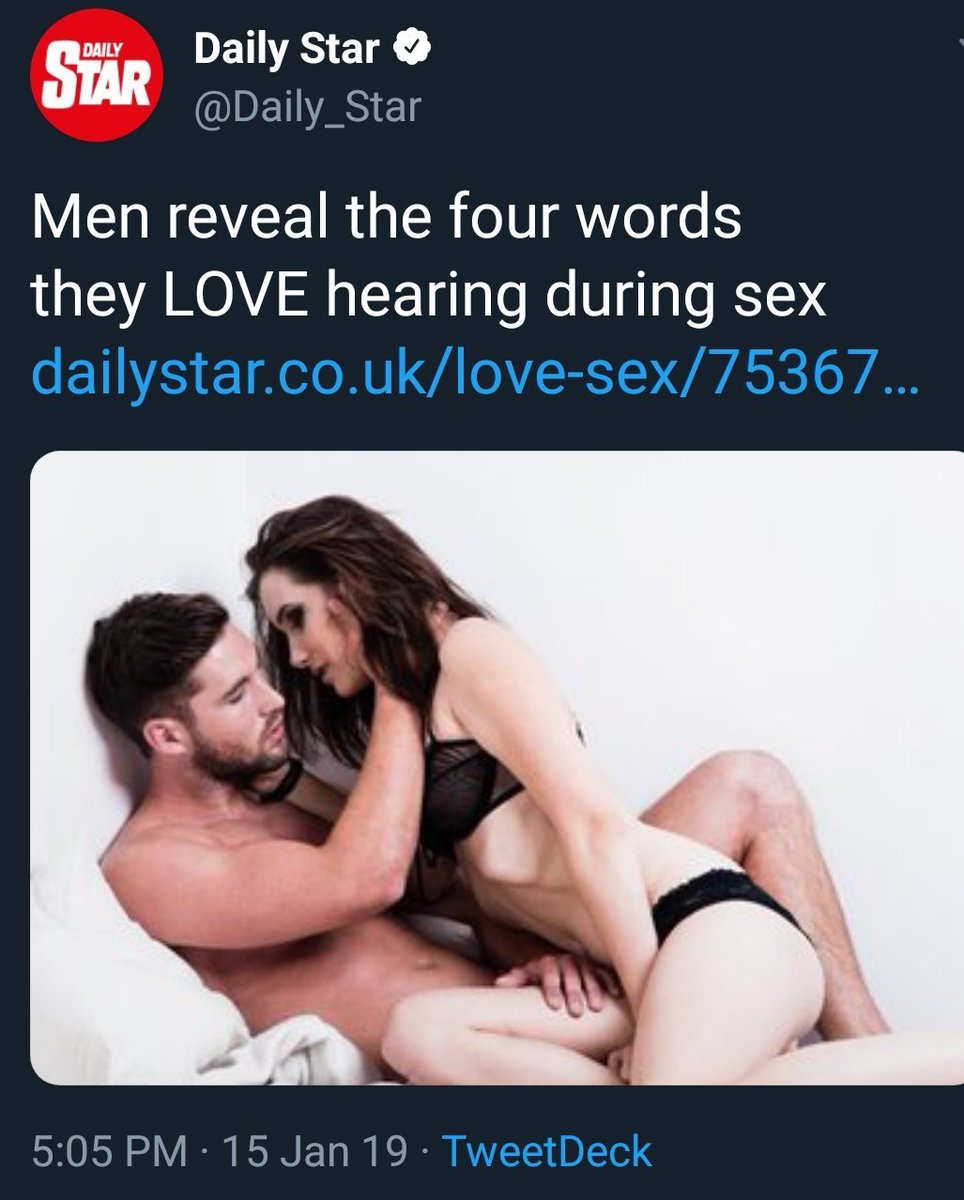 DAILY
STAR
Daily Star
@Daily_Star
Men reveal the four words
they LOVE hearing during sex
dailystar.co.uk/love-sex/75367…
5:05 PM · 15 Jan 19 · TweetDeck